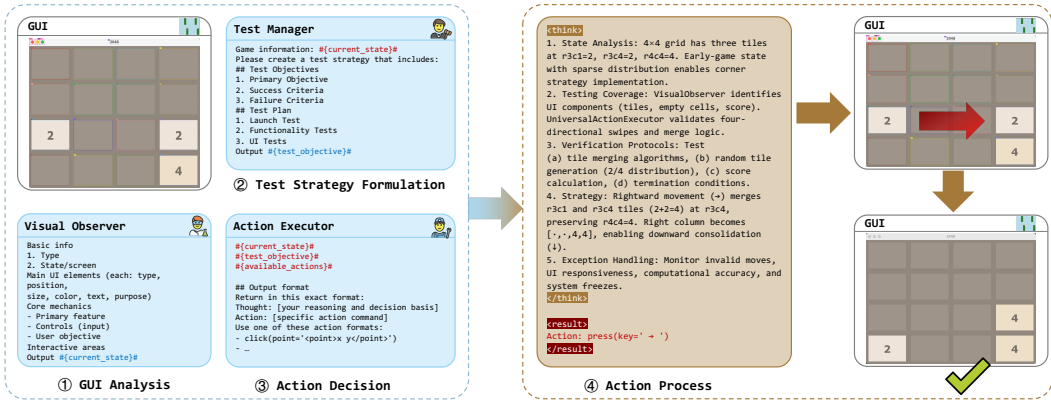 GUI
2048
2
2
4
Test Manager
Game information: #{current_state}#
Please create a test strategy that includes:
## Test Objectives
1. Primary Objective
2. Success Criteria
3. Failure Criteria
## Test Plan
1. Launch Test
2. Functionality Tests
3. UI Tests
Output #{test_objective}#
② Test Strategy Formulation
Visual Observer
Basic info
1. Type
2. State/screen
Main UI elements (each: type,
position,
size, color, text, purpose)
Core mechanics
- Primary feature
- Controls (input)
- User objective
Interactive areas
Output #{current_state}#
① GUI Analysis
Action Executor
#{current_state}#
#{test_objective}#
#{available_actions}#
## Output format
Return in this exact format:
Thought: [your reasoning and decision basis]
Action: [specific action command]
Use one of these action formats:
- click(point='<point>x y</point>')
- …
③ Action Decision
<think>
1. State Analysis: 4×4 grid has three tiles
at r3c1=2, r3c4=2, r4c4=4. Early-game state
with sparse distribution enables corner
strategy implementation.
2. Testing Coverage: VisualObserver identifies
UI components (tiles, empty cells, score).
UniversalActionExecutor validates four-
directional swipes and merge logic.
3. Verification Protocols: Test
(a) tile merging algorithms, (b) random tile
generation (2/4 distribution), (c) score
calculation, (d) termination conditions.
4. Strategy: Rightward movement (→) merges
r3c1 and r3c4 tiles (2+2=4) at r3c4,
preserving r4c4=4. Right column becomes
[·,·,4,4], enabling downward consolidation
(↓).
5. Exception Handling: Monitor invalid moves,
UI responsiveness, computational accuracy, and
system freezes.
</think>
<result>
Action: press(key=' → ')
</result>
④ Action Process
GUI
2048
2
2
4
GUI
4
2
4